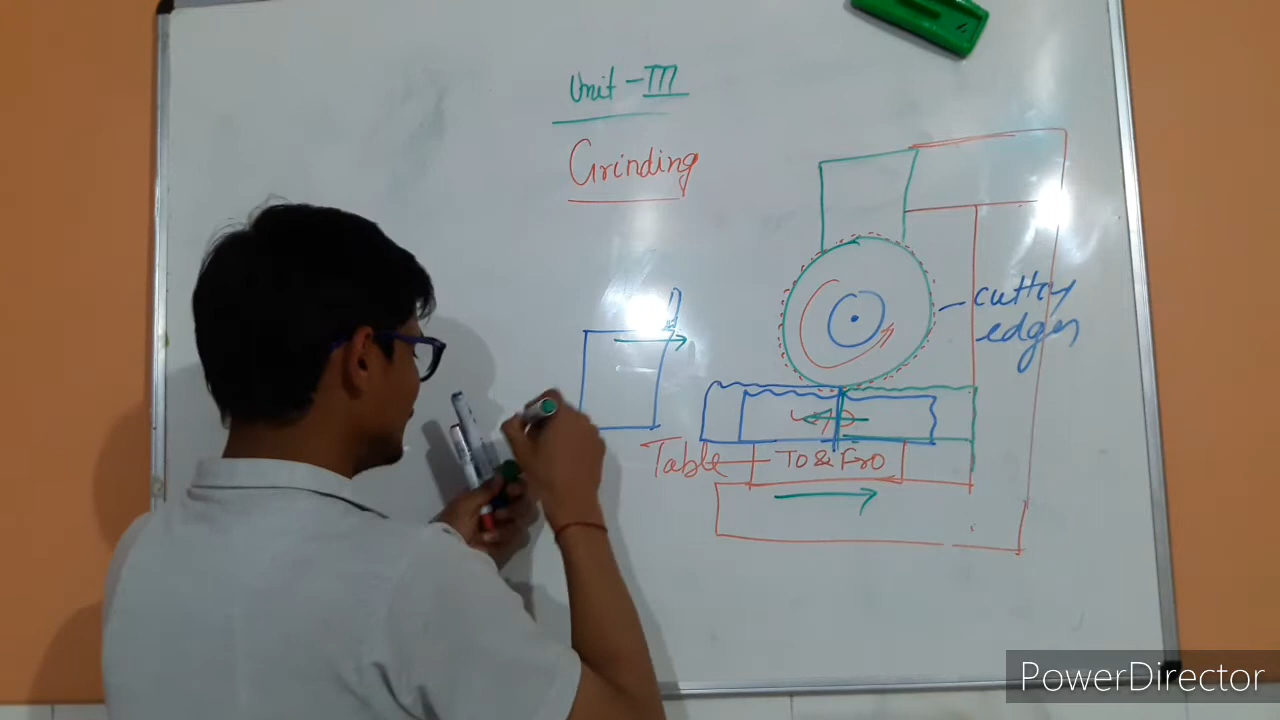 Unit - III
Grinding
cutting
edges
Table
To & Fro
PowerDirector